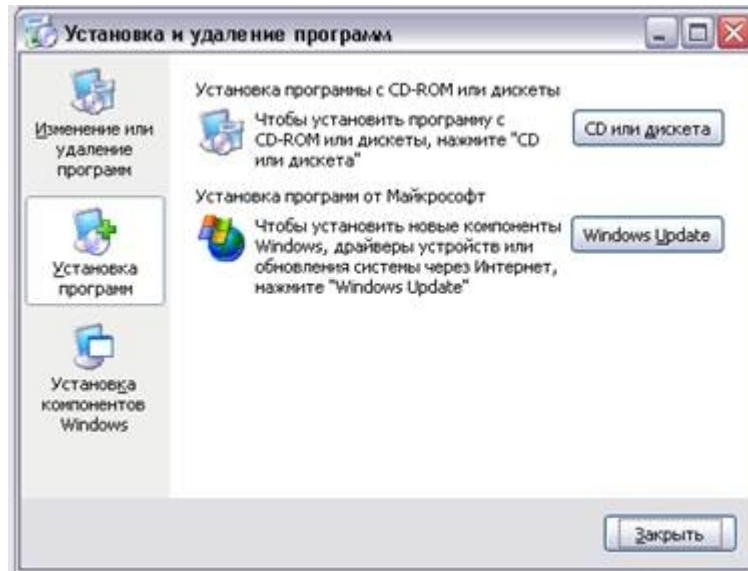 Установка и удаление программ
Изменение или
удаление
программ
Установка
программ
Установка
компонентов
Windows
Установка программы с CD-ROM или дискеты
Чтобы установить программу с
CD-ROM или дискеты, нажмите "CD
или дискета"
CD или дискета
Установка программ от Майкрософт
Чтобы установить новые компоненты
Windows, драйверы устройств или
обновления системы через Интернет,
нажмите "Windows Update"
Windows Update
Закрыть